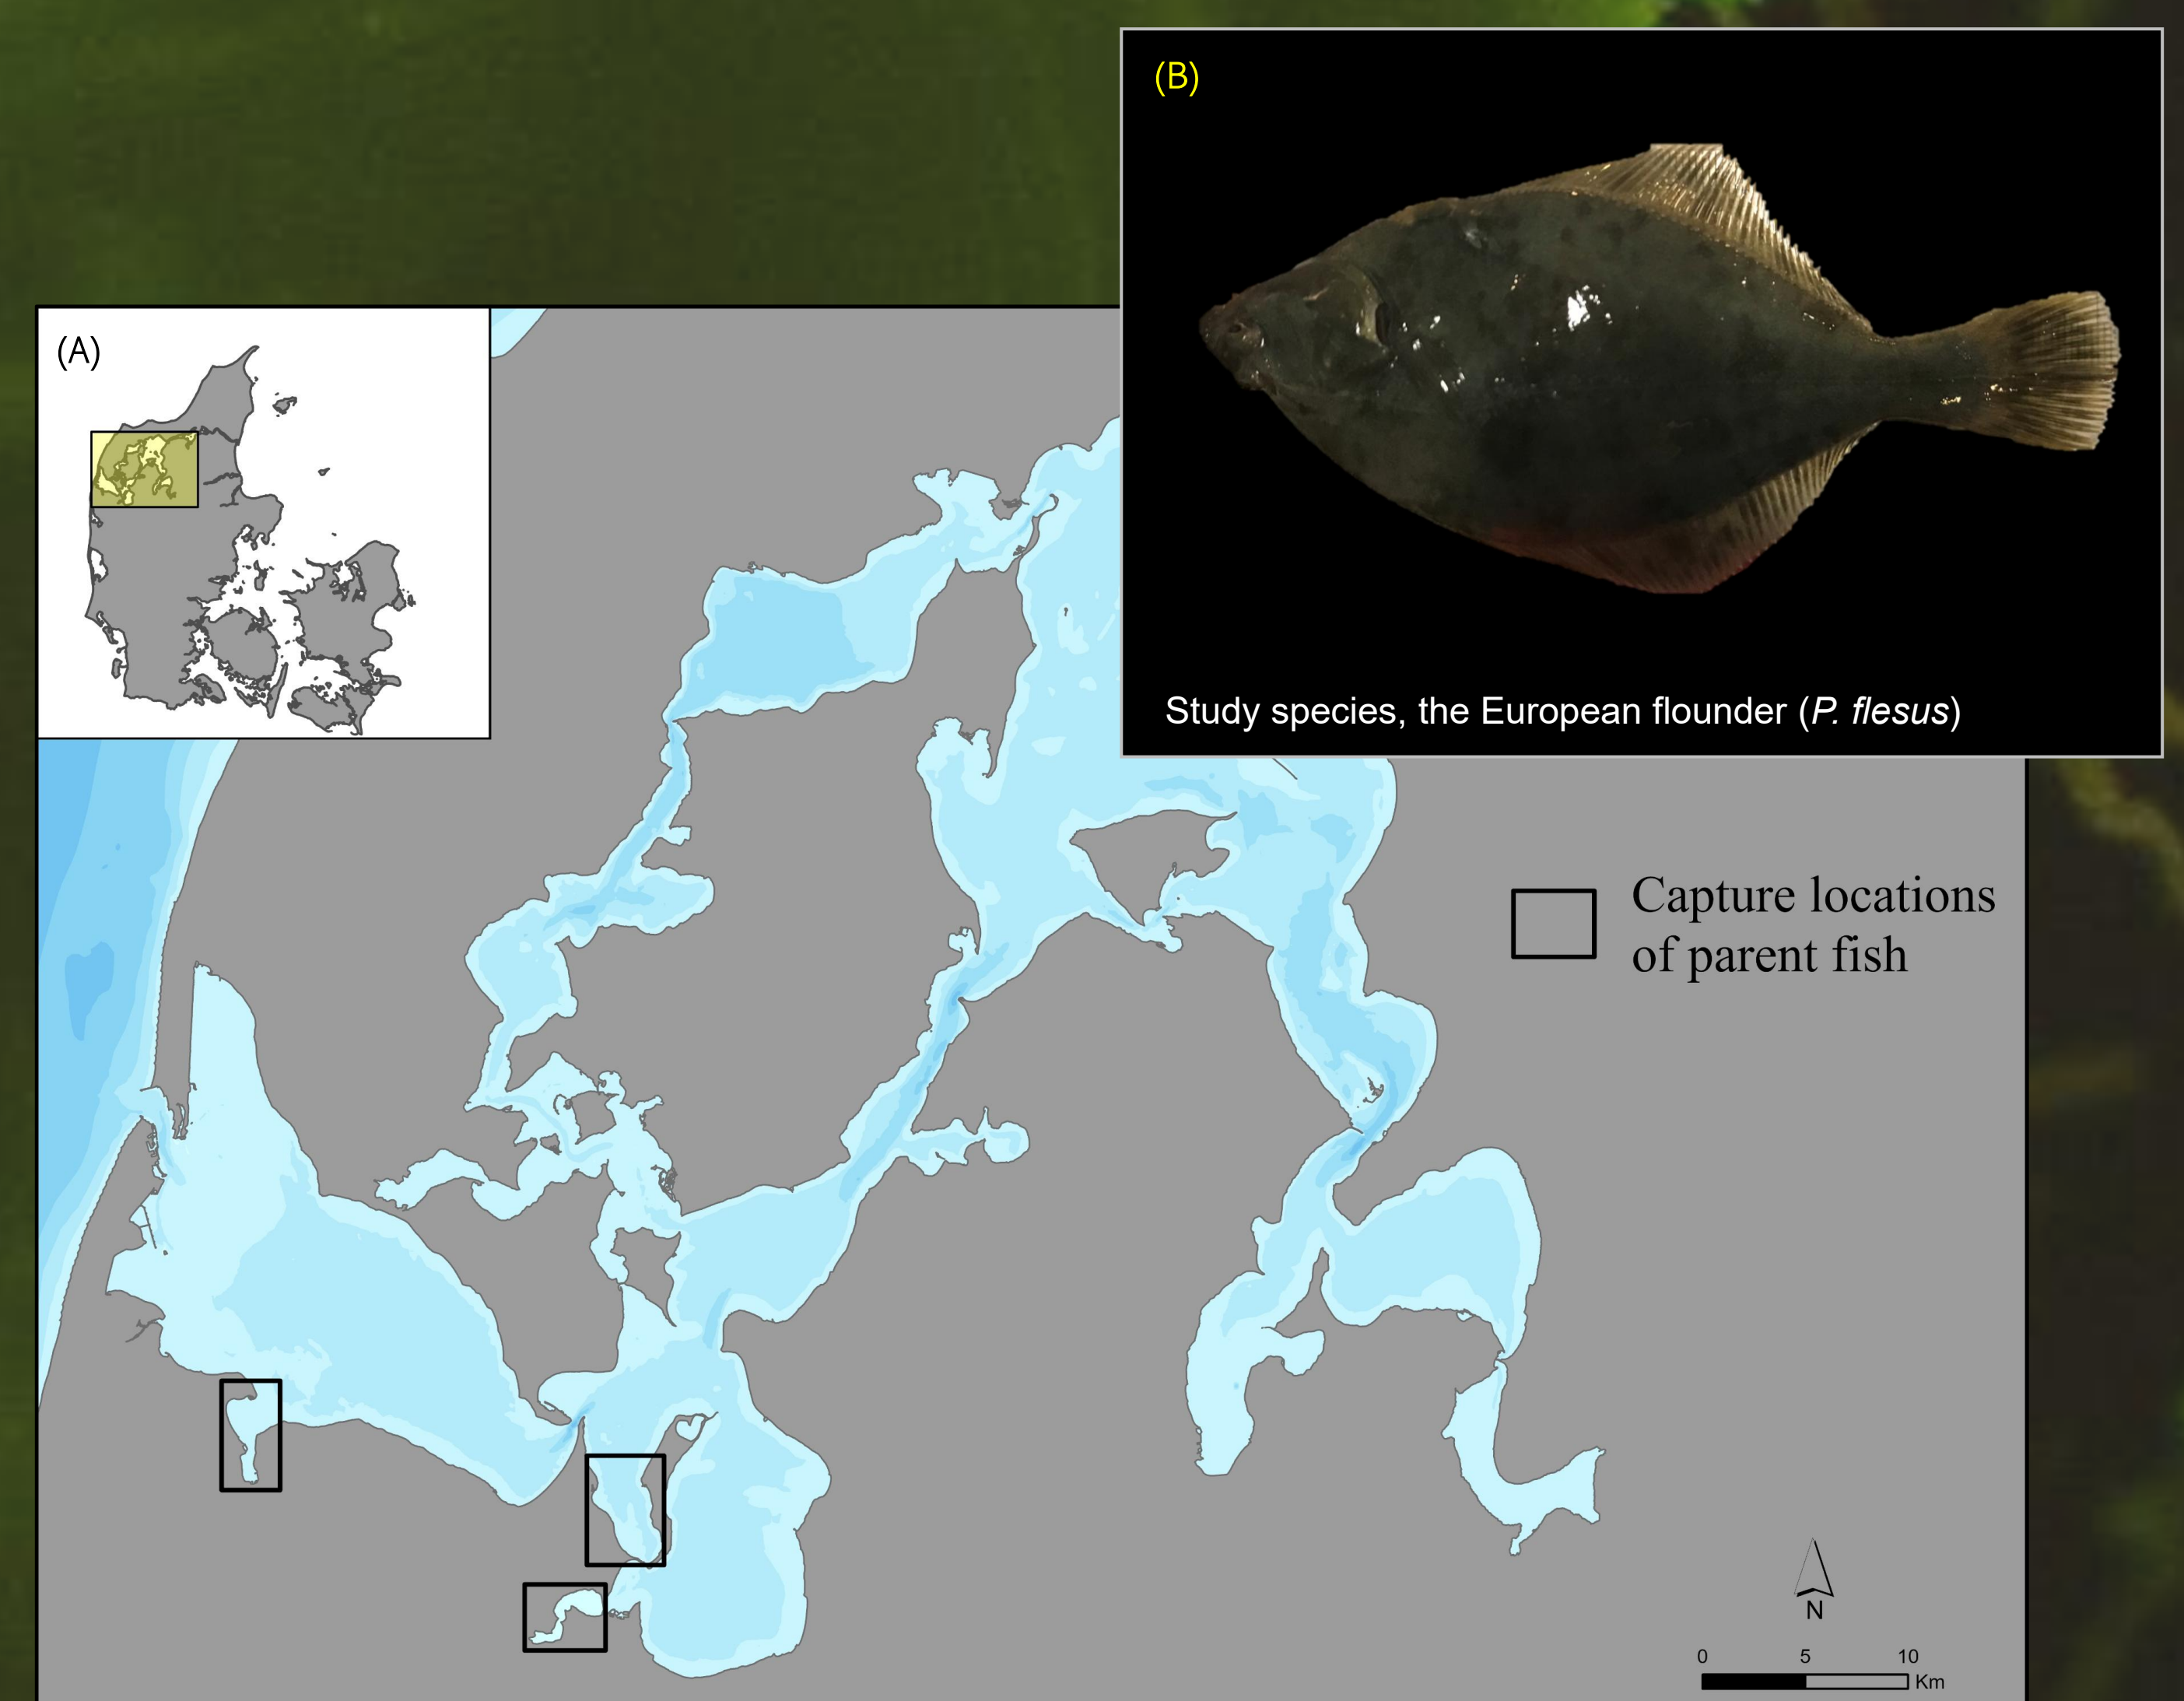 (B)
Study species, the European flounder (P. flesus)
(A)
Capture locations
of parent fish
N
0 5 10
Km